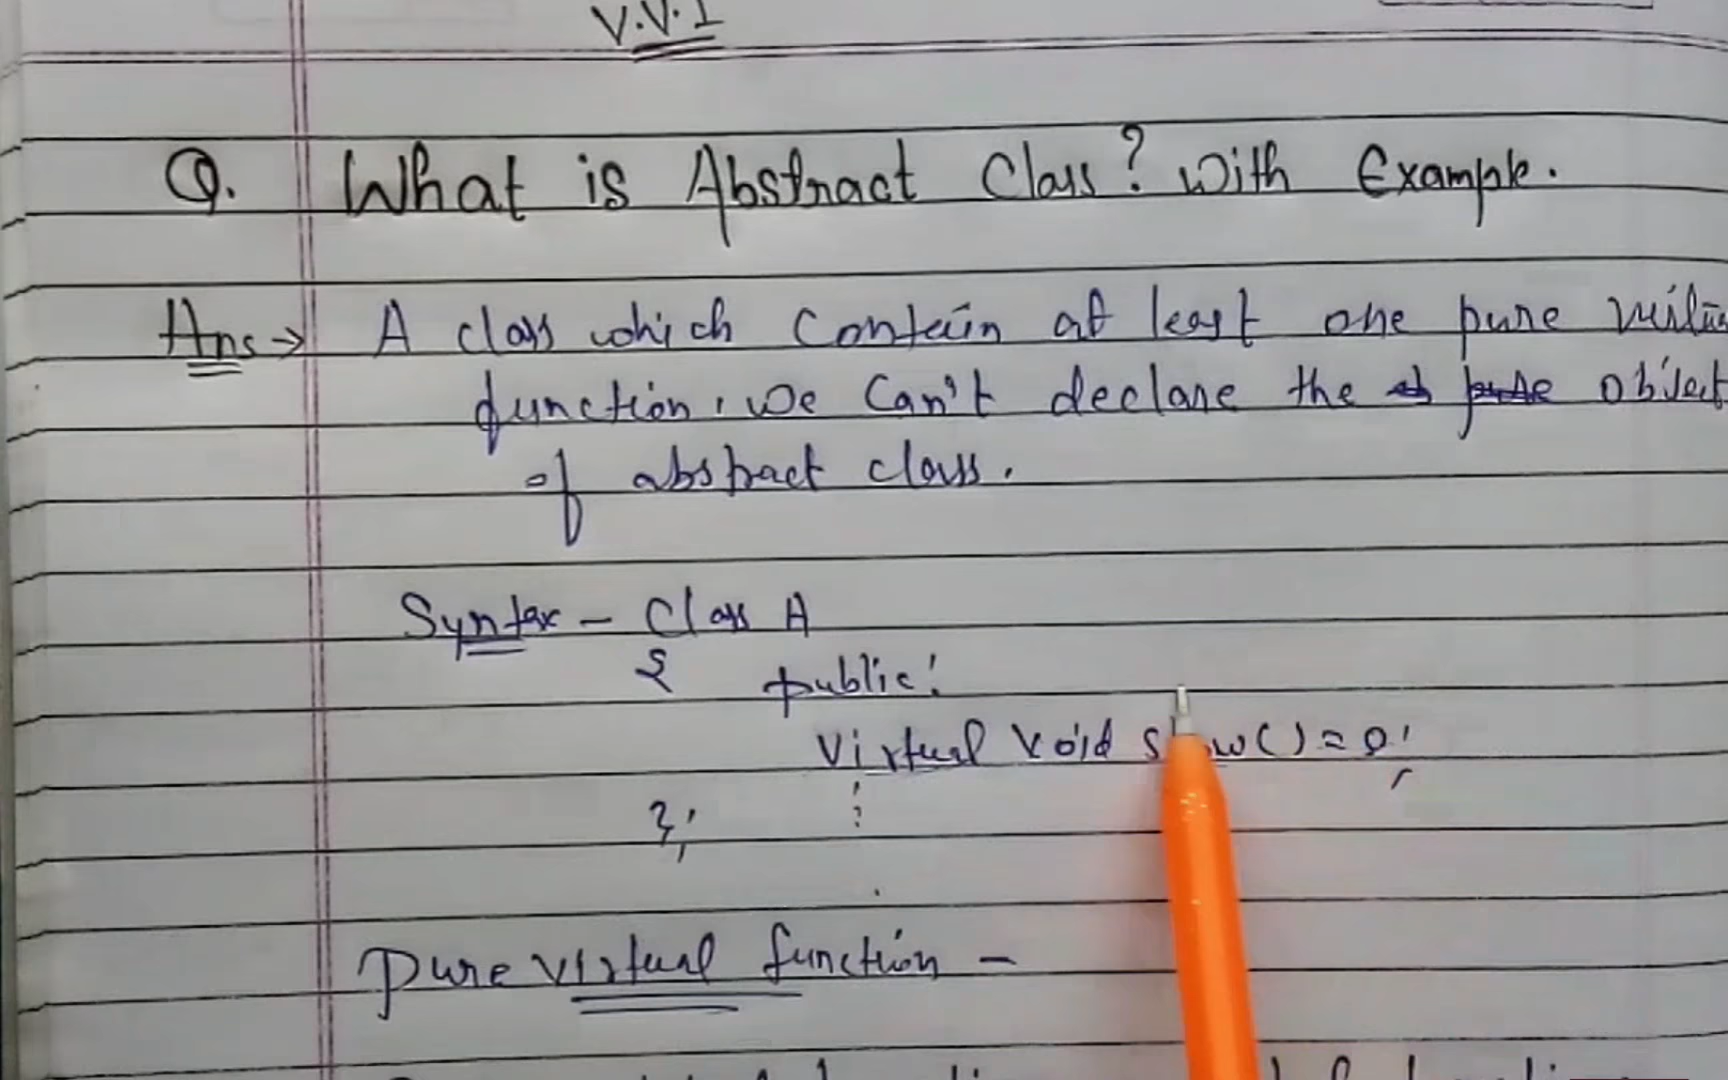 V.V.I
Q. What is Abstract Class? With Example.
Ans→ A class which contain at least one pure
function, we can't declare the object
of abstract class.
Syntax - Class A
{ public:
virtual void show() = 0;
};
pure virtual function -